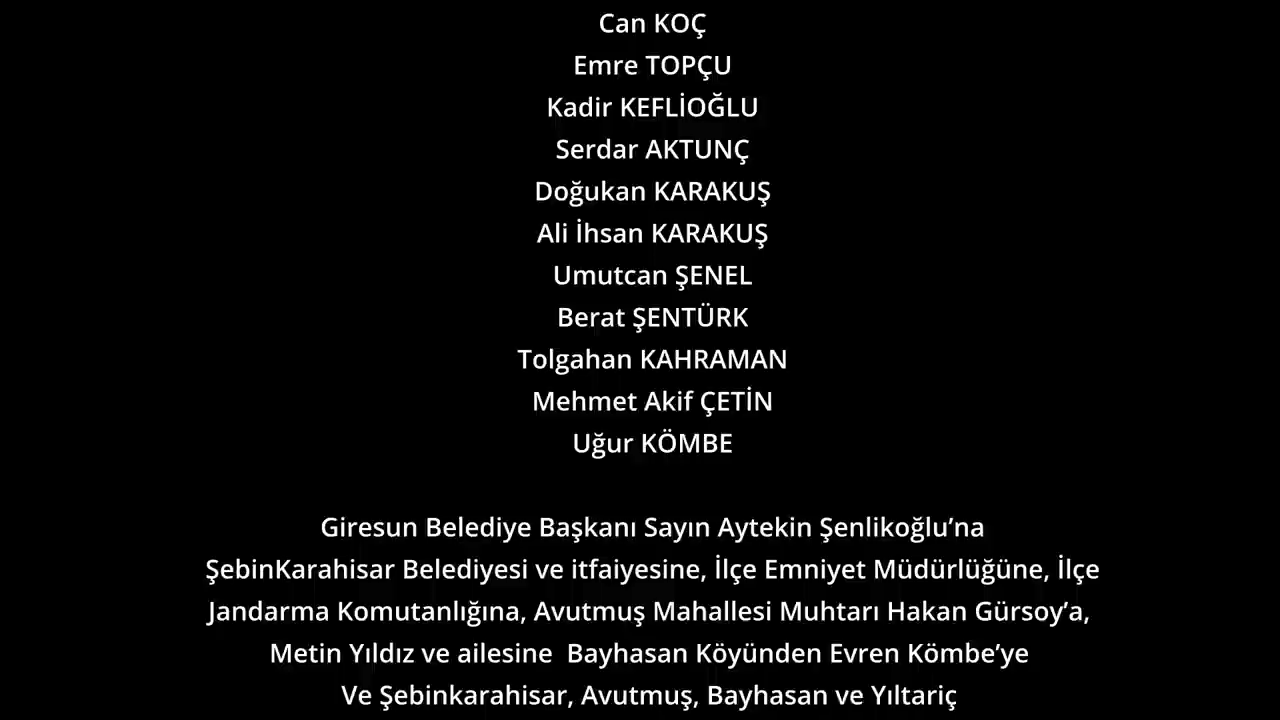 Can KOÇ
Emre TOPÇU
Kadir KEFLİOĞLU
Serdar AKTUNÇ
Doğukan KARAKUŞ
Ali İhsan KARAKUŞ
Umutcan ŞENEL
Berat ŞENTÜRK
Tolgahan KAHRAMAN
Mehmet Akif ÇETİN
Uğur KÖMBE
Giresun Belediye Başkanı Sayın Aytekin Şenlikoğlu’na
ŞebinKarahisar Belediyesi ve itfaiyesine, İlçe Emniyet Müdürlüğüne, İlçe
Jandarma Komutanlığına, Avutmuş Mahallesi Muhtarı Hakan Gürsoy’a,
Metin Yıldız ve ailesine  Bayhasan Köyünden Evren Kömbe’ye
Ve Şebinkarahisar, Avutmuş, Bayhasan ve Yıltariç